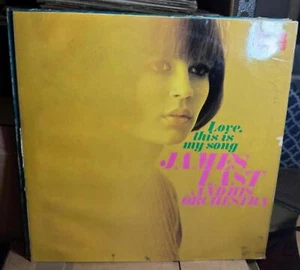 Love,
this is
my song
JAMES
LAST
AND HIS
ORCHESTRA